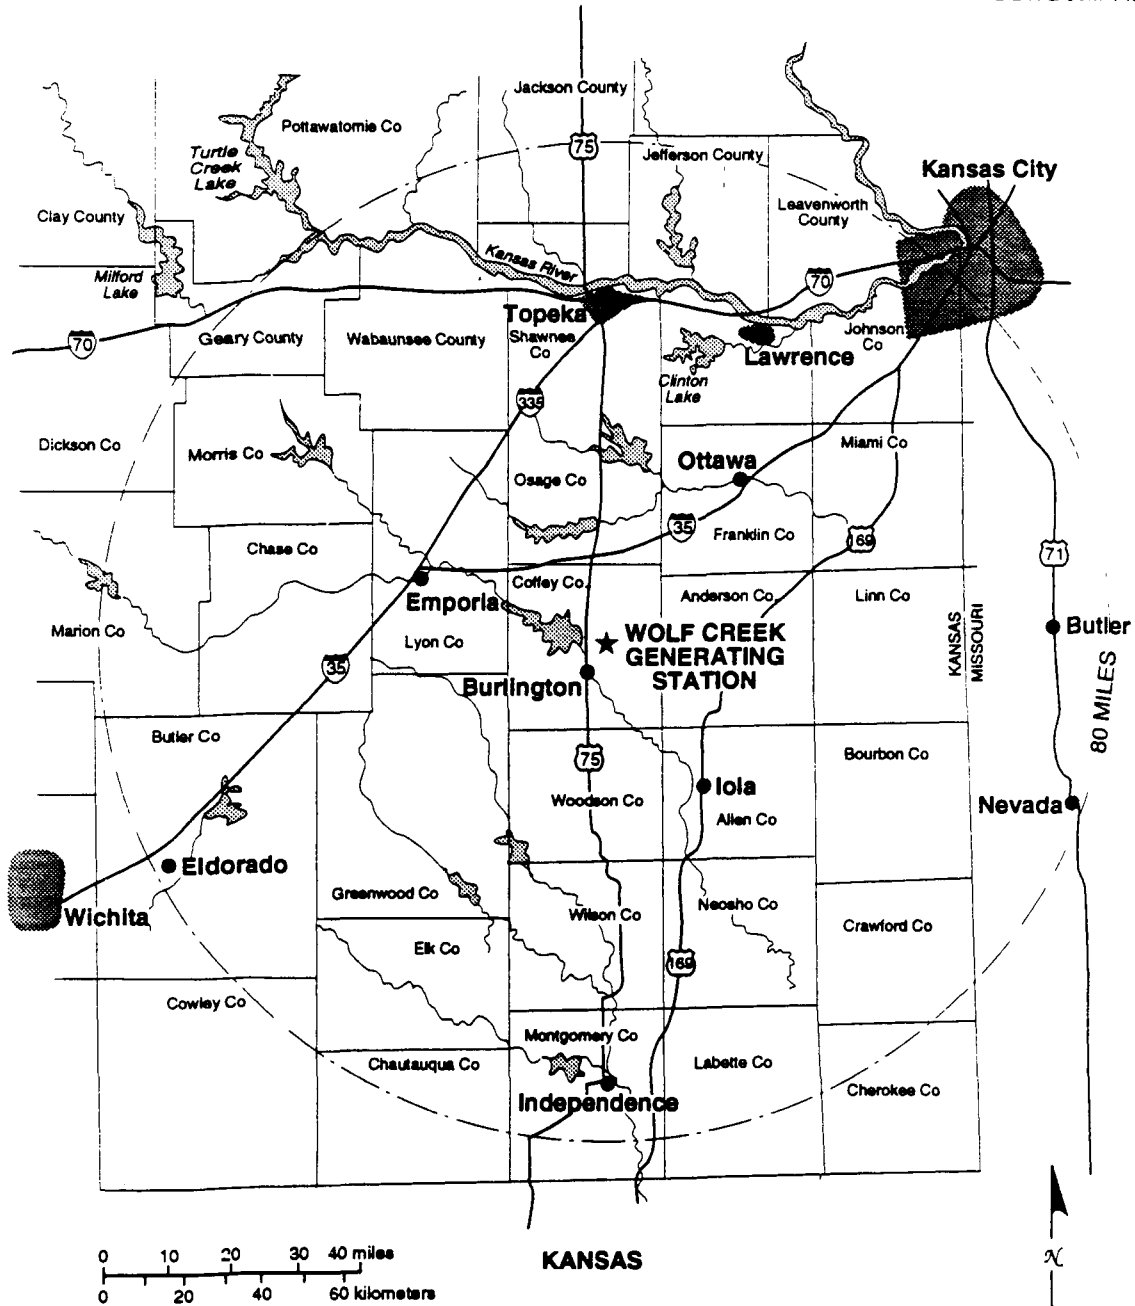 Jackson County
Pottawatomie Co
75
Turtle
Creek
Lake
Jefferson County
Kansas City
Clay County
Leavenworth
County
Kansas River
Milford
Lake
70
Topeka
70
Geary County
Wabaunsee County
Shawnee
Co
Johnson
Co
Lawrence
Clinton
Lake
335
Dickson Co
Morris Co
Miami Co
Osage Co
Ottawa
35
Franklin Co
169
Chase Co
71
Coffey Co.
Emporia
Anderson Co.
Linn Co
Marion Co
Lyon Co
WOLF CREEK
GENERATING
STATION
KANSAS
MISSOURI
Butler
35
Burlington
80 MILES
Butler Co
75
Bourbon Co
Woodson Co
Iola
Allen Co
Nevada
Eldorado
Greenwood Co
Wichita
Wilson Co
Neosho Co
Crawford Co
Elk Co
169
Cowley Co
Montgomery Co
Chautauqua Co
Labette Co
Cherokee Co
Independence
0 10 20 30 40 miles
0 20 40 60 kilometers
KANSAS
N